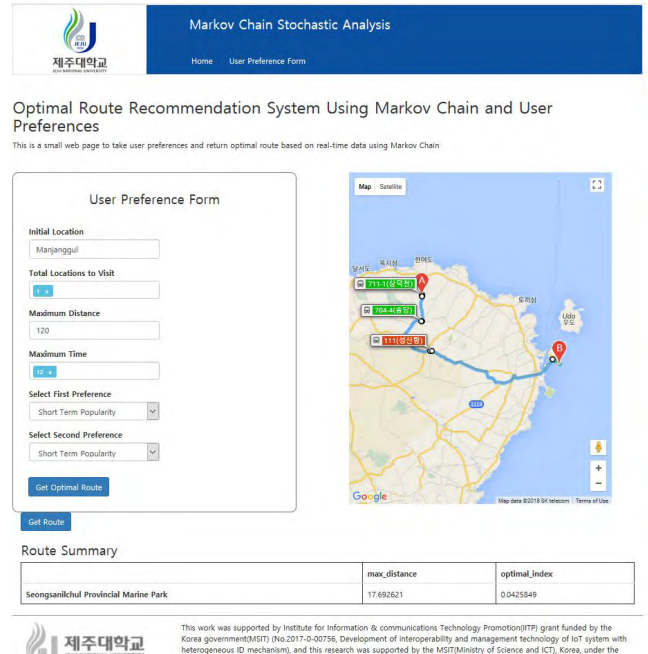 JEJU
1952
제주대학교
JEJU NATIONAL UNIVERSITY
Markov Chain Stochastic Analysis
Home User Preference Form
Optimal Route Recommendation System Using Markov Chain and User
Preferences
This is a small web page to take user preferences and return optimal route based on real-time data using Markov Chain
User Preference Form
Initial Location
Manjanggul
Total Locations to Visit
1 x
Maximum Distance
120
Maximum Time
12 x
Select First Preference
Short Term Popularity
Select Second Preference
Short Term Popularity
Get Optimal Route
Get Route
Map Satellite
한여도
A
711-1
704-4
111
토끼섬
Udo
우도
B
+
−
Google
Map data ©2018 SK telecom Terms of Use
Route Summary
max_distance optimal_index
Seongsanilchul Provincial Marine Park 17.692621 0.0425849
제주대학교
This work was supported by Institute for Information & communications Technology Promotion(IITP) grant funded by the
Korea government(MSIT) (No.2017-0-00756, Development of interoperability and management technology of IoT system with
heterogeneous ID mechanism), and this research was supported by the MSIT(Ministry of Science and ICT), Korea, under the